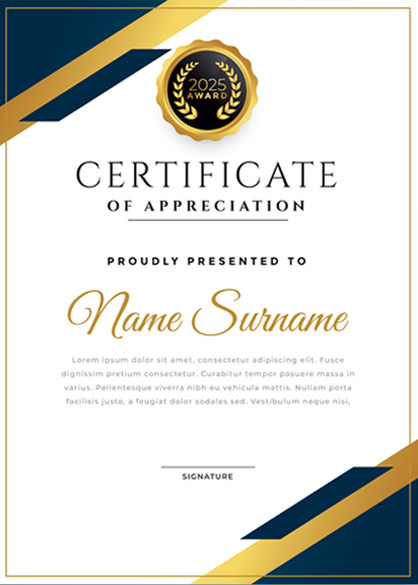 2025
AWARD
CERTIFICATE
OF APPRECIATION
PROUDLY PRESENTED TO
Name Surname
Lorem ipsum dolor sit amet, consectetur adipiscing elit. Fusce
dignissim pretium consectetur. Curabitur tempor posuere massa in
varius. Pellentesque viverra nibh eu vehicula mattis. Nullam porta
facilisis justo, a feugiat dolor sodales sed. Vestibulum neque nisi,
SIGNATURE